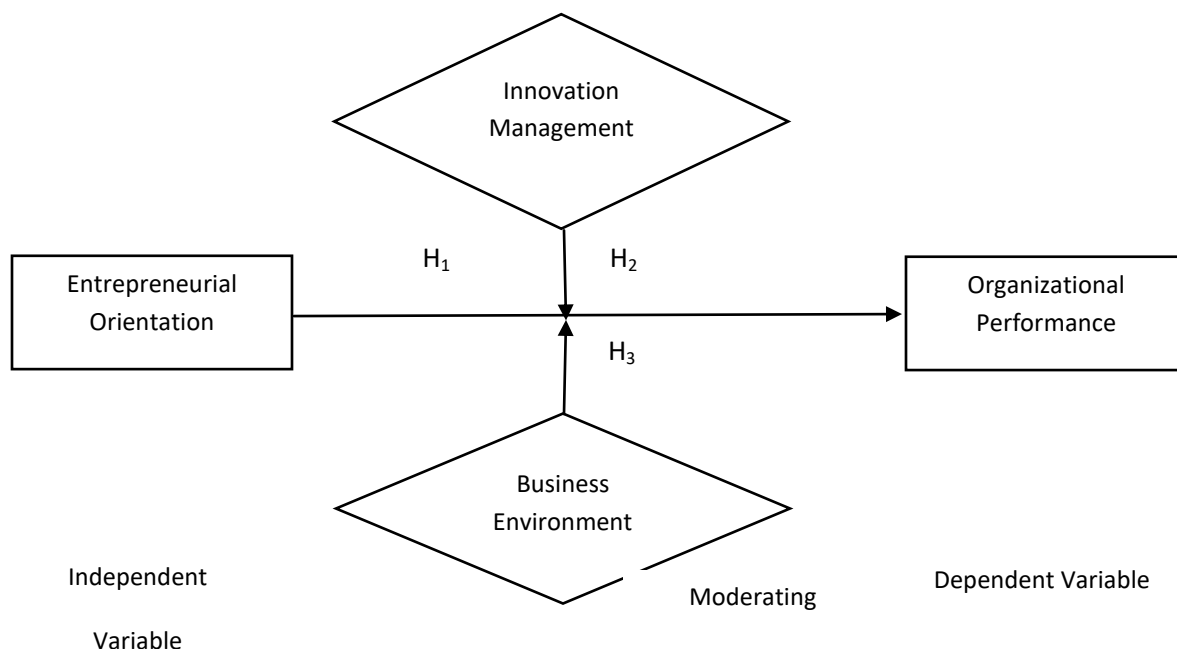 Innovation
Management
H₁
H₂
Entrepreneurial
Orientation
Organizational
Performance
H₃
Business
Environment
Independent
Variable
Moderating
Dependent Variable